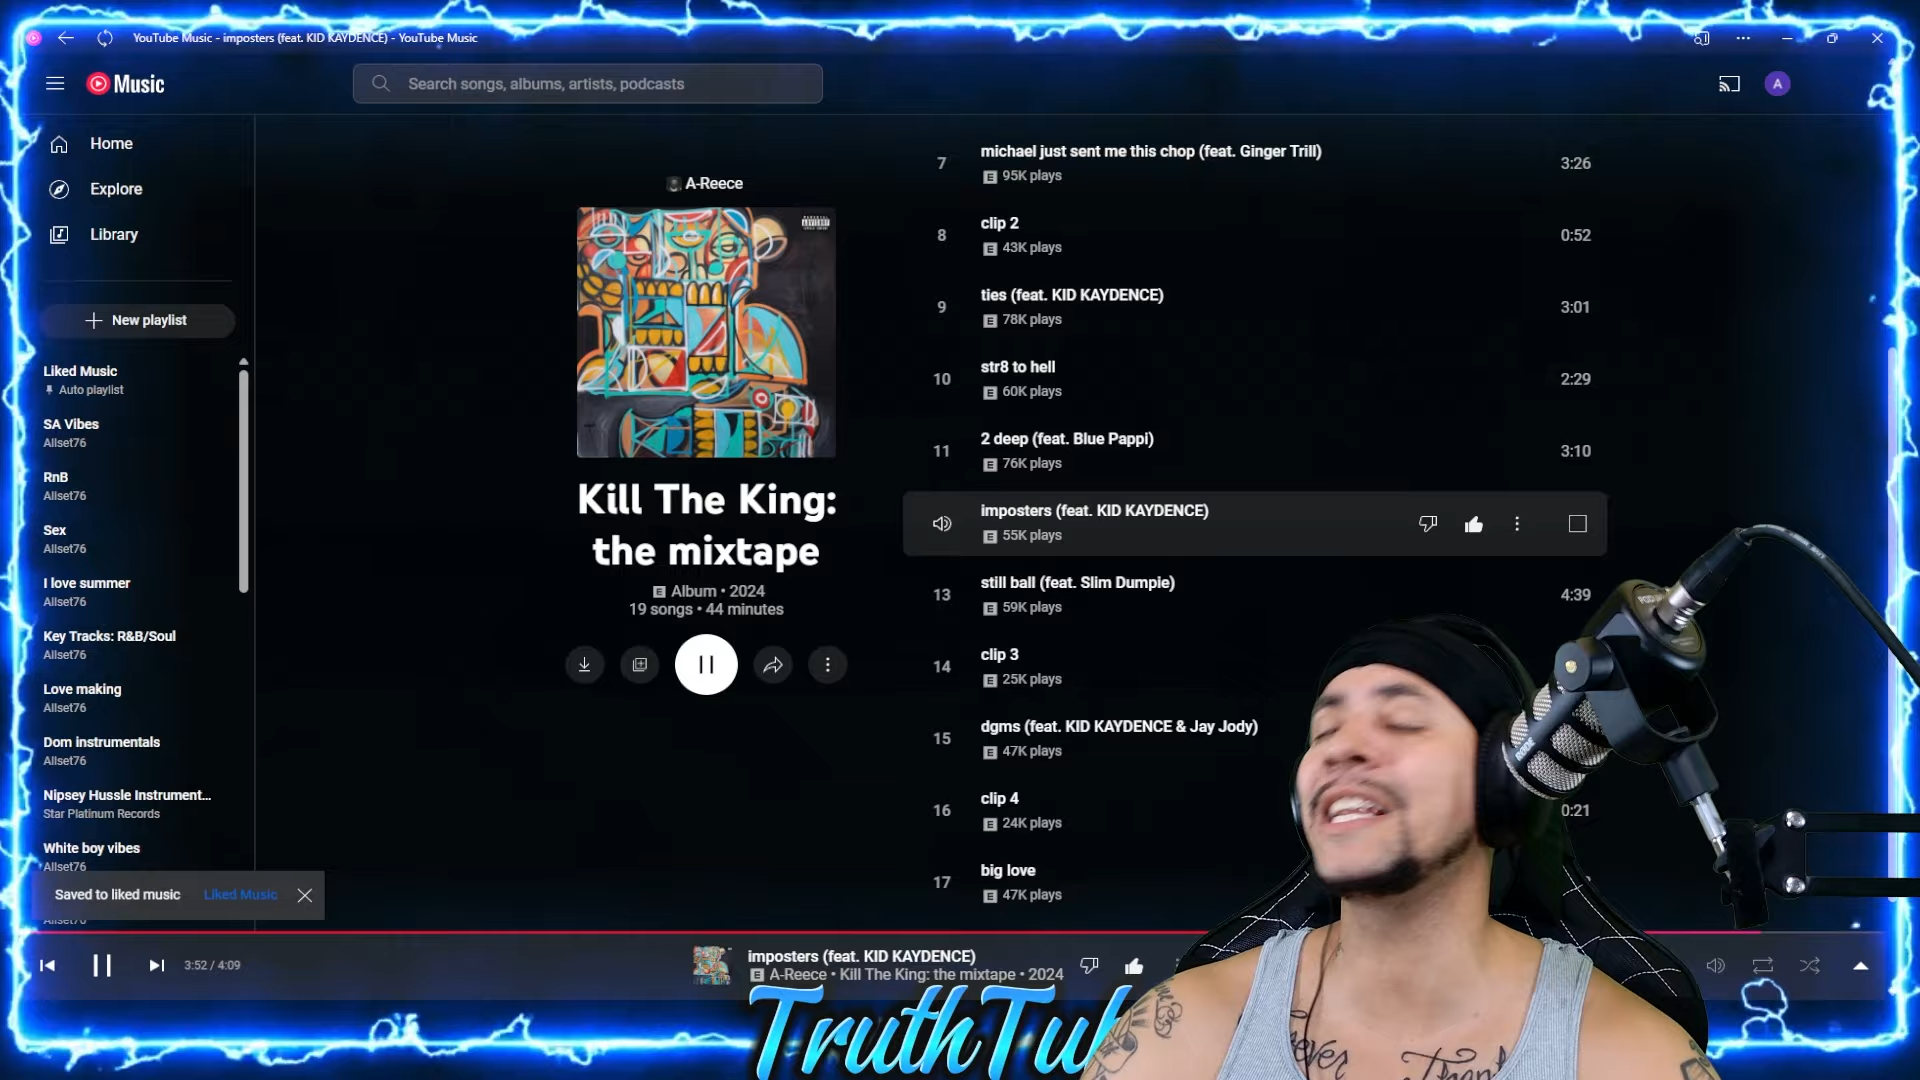 YouTube Music - imposters (feat. KID KAYDENCE) - YouTube Music
Music
Search songs, albums, artists, podcasts
A
Home
Explore
Library
New playlist
Liked Music
Auto playlist
SA Vibes
Allset76
RnB
Allset76
Sex
Allset76
I love summer
Allset76
Key Tracks: R&B/Soul
Allset76
Love making
Allset76
Dom instrumentals
Allset76
Nipsey Hussle Instrument...
Star Platinum Records
White boy vibes
Allset76
Saved to liked music Liked Music
A-Reece
Kill The King:
the mixtape
E Album • 2024
19 songs • 44 minutes
7 michael just sent me this chop (feat. Ginger Trill) 3:26
E 95K plays
8 clip 2 0:52
E 43K plays
9 ties (feat. KID KAYDENCE) 3:01
E 78K plays
10 str8 to hell 2:29
E 60K plays
11 2 deep (feat. Blue Pappi) 3:10
E 76K plays
imposters (feat. KID KAYDENCE)
E 55K plays
13 still ball (feat. Slim Dumpie) 4:39
E 59K plays
14 clip 3
E 25K plays
15 dgms (feat. KID KAYDENCE & Jay Jody)
E 47K plays
16 clip 4 0:21
E 24K plays
17 big love
E 47K plays
3:52 / 4:09
imposters (feat. KID KAYDENCE)
E A-Reece • Kill The King: the mixtape • 2024
RODE